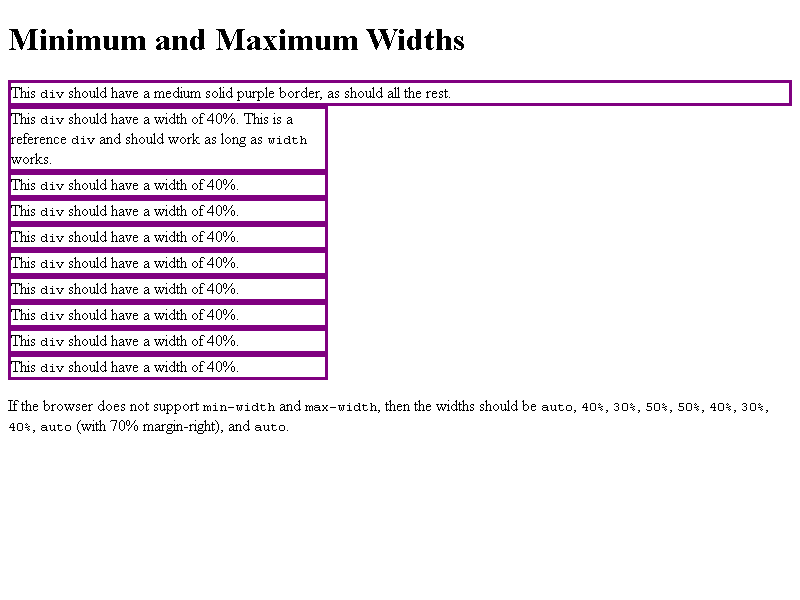 Minimum and Maximum Widths
This div should have a medium solid purple border, as should all the rest.
This div should have a width of 40%. This is a
reference div and should work as long as width
works.
This div should have a width of 40%.
This div should have a width of 40%.
This div should have a width of 40%.
This div should have a width of 40%.
This div should have a width of 40%.
This div should have a width of 40%.
This div should have a width of 40%.
This div should have a width of 40%.
If the browser does not support min-width and max-width, then the widths should be auto, 40%, 30%, 50%, 50%, 40%, 30%,
40%, auto (with 70% margin-right), and auto.